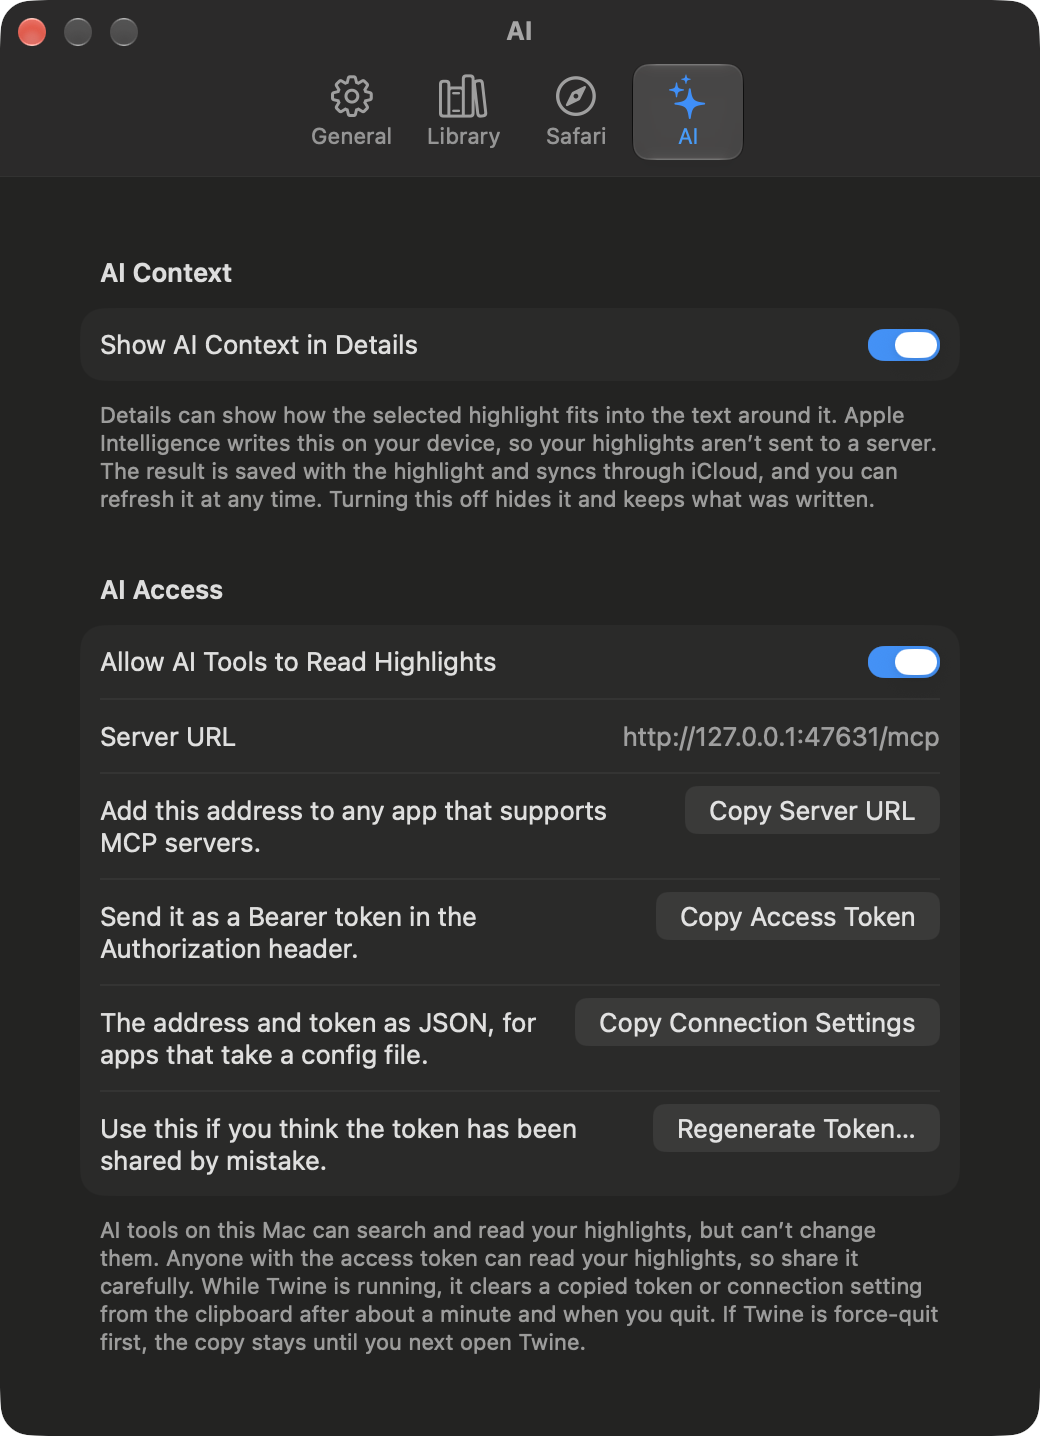 AI
General
Library
Safari
AI
AI Context
Show AI Context in Details
Details can show how the selected highlight fits into the text around it. Apple
Intelligence writes this on your device, so your highlights aren’t sent to a server.
The result is saved with the highlight and syncs through iCloud, and you can
refresh it at any time. Turning this off hides it and keeps what was written.
AI Access
Allow AI Tools to Read Highlights
Server URL
http://127.0.0.1:47631/mcp
Add this address to any app that supports
MCP servers.
Copy Server URL
Send it as a Bearer token in the
Authorization header.
Copy Access Token
The address and token as JSON, for
apps that take a config file.
Copy Connection Settings
Use this if you think the token has been
shared by mistake.
Regenerate Token...
AI tools on this Mac can search and read your highlights, but can’t change
them. Anyone with the access token can read your highlights, so share it
carefully. While Twine is running, it clears a copied token or connection setting
from the clipboard after about a minute and when you quit. If Twine is force-quit
first, the copy stays until you next open Twine.